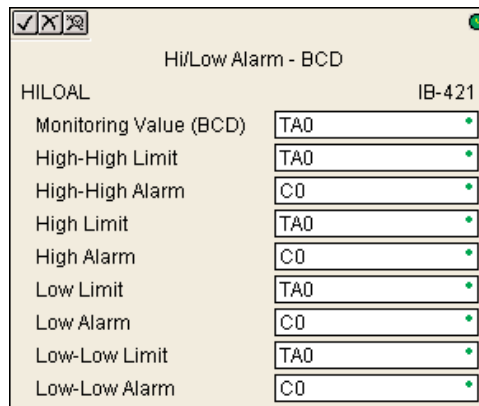 Hi/Low Alarm - BCD
HILOAL IB-421
Monitoring Value (BCD) TA0
High-High Limit TA0
High-High Alarm C0
High Limit TA0
High Alarm C0
Low Limit TA0
Low Alarm C0
Low-Low Limit TA0
Low-Low Alarm C0